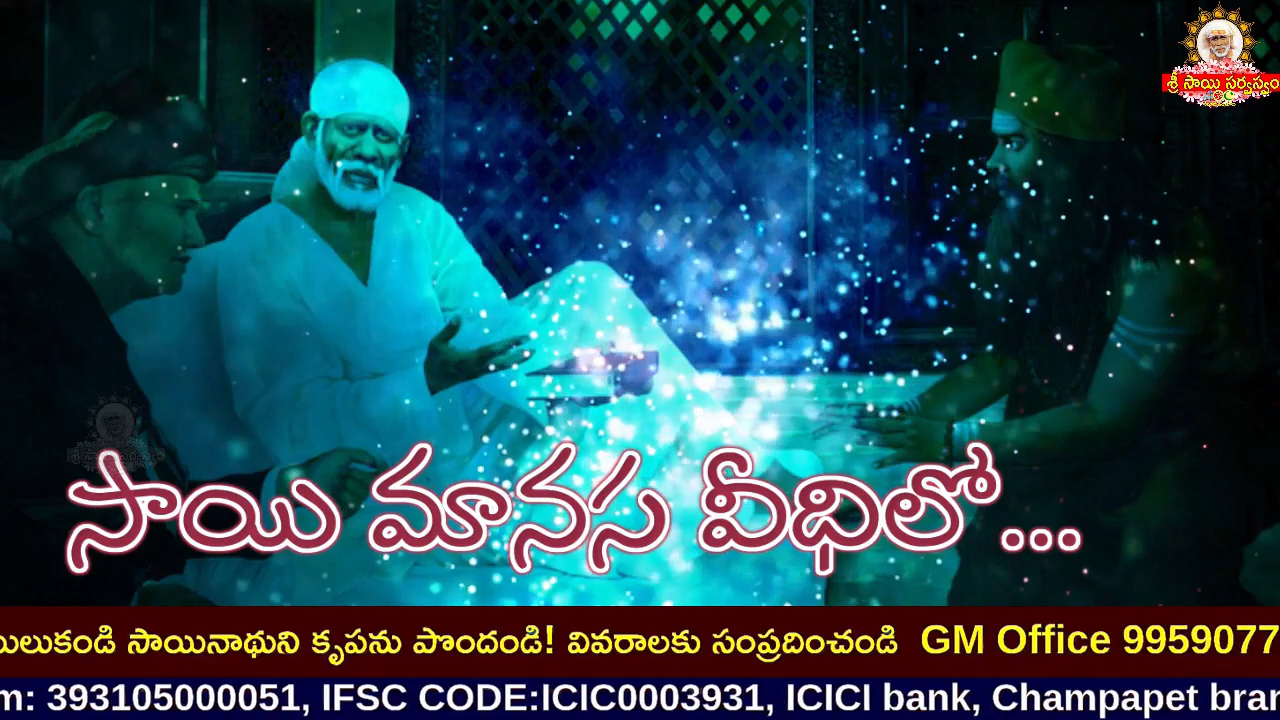 శ్రీ సాయి సర్వస్వం
సాయి మానస వీధిలో...
సాయినాథుని కృపను పొందండి! వివరాలకు సంప్రదించండి GM Office 9959077
m: 393105000051, IFSC CODE:ICIC0003931, ICICI bank, Champapet bran